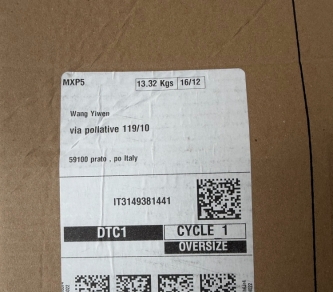 MXP5 13.32 Kgs 16/12
Wang Yiwen
via pollative 119/10
59100 prato , po Italy
IT3149381441
DTC1 CYCLE 1
OVERSIZE